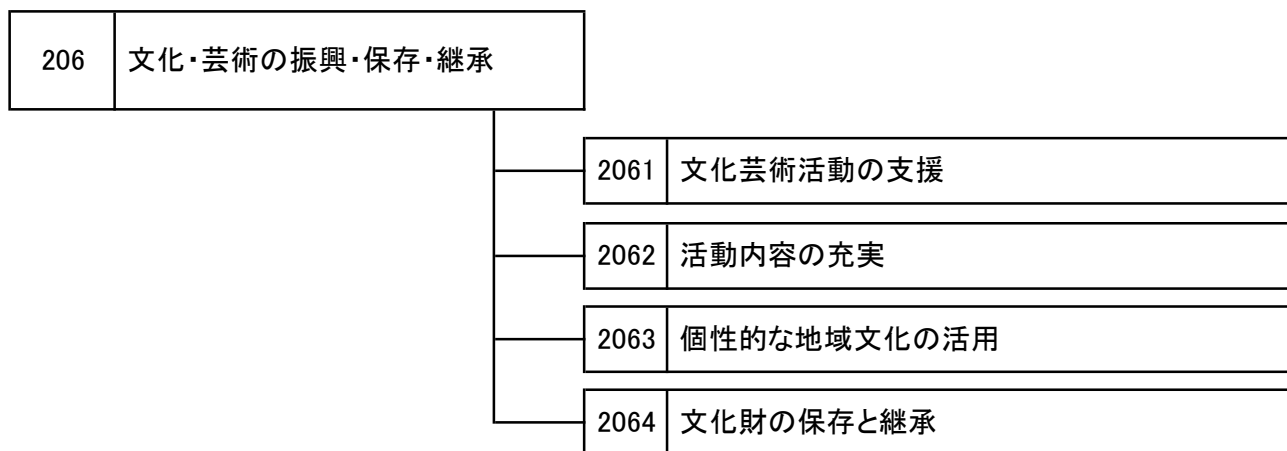 206 文化・芸術の振興・保存・継承
2061 文化芸術活動の支援
2062 活動内容の充実
2063 個性的な地域文化の活用
2064 文化財の保存と継承